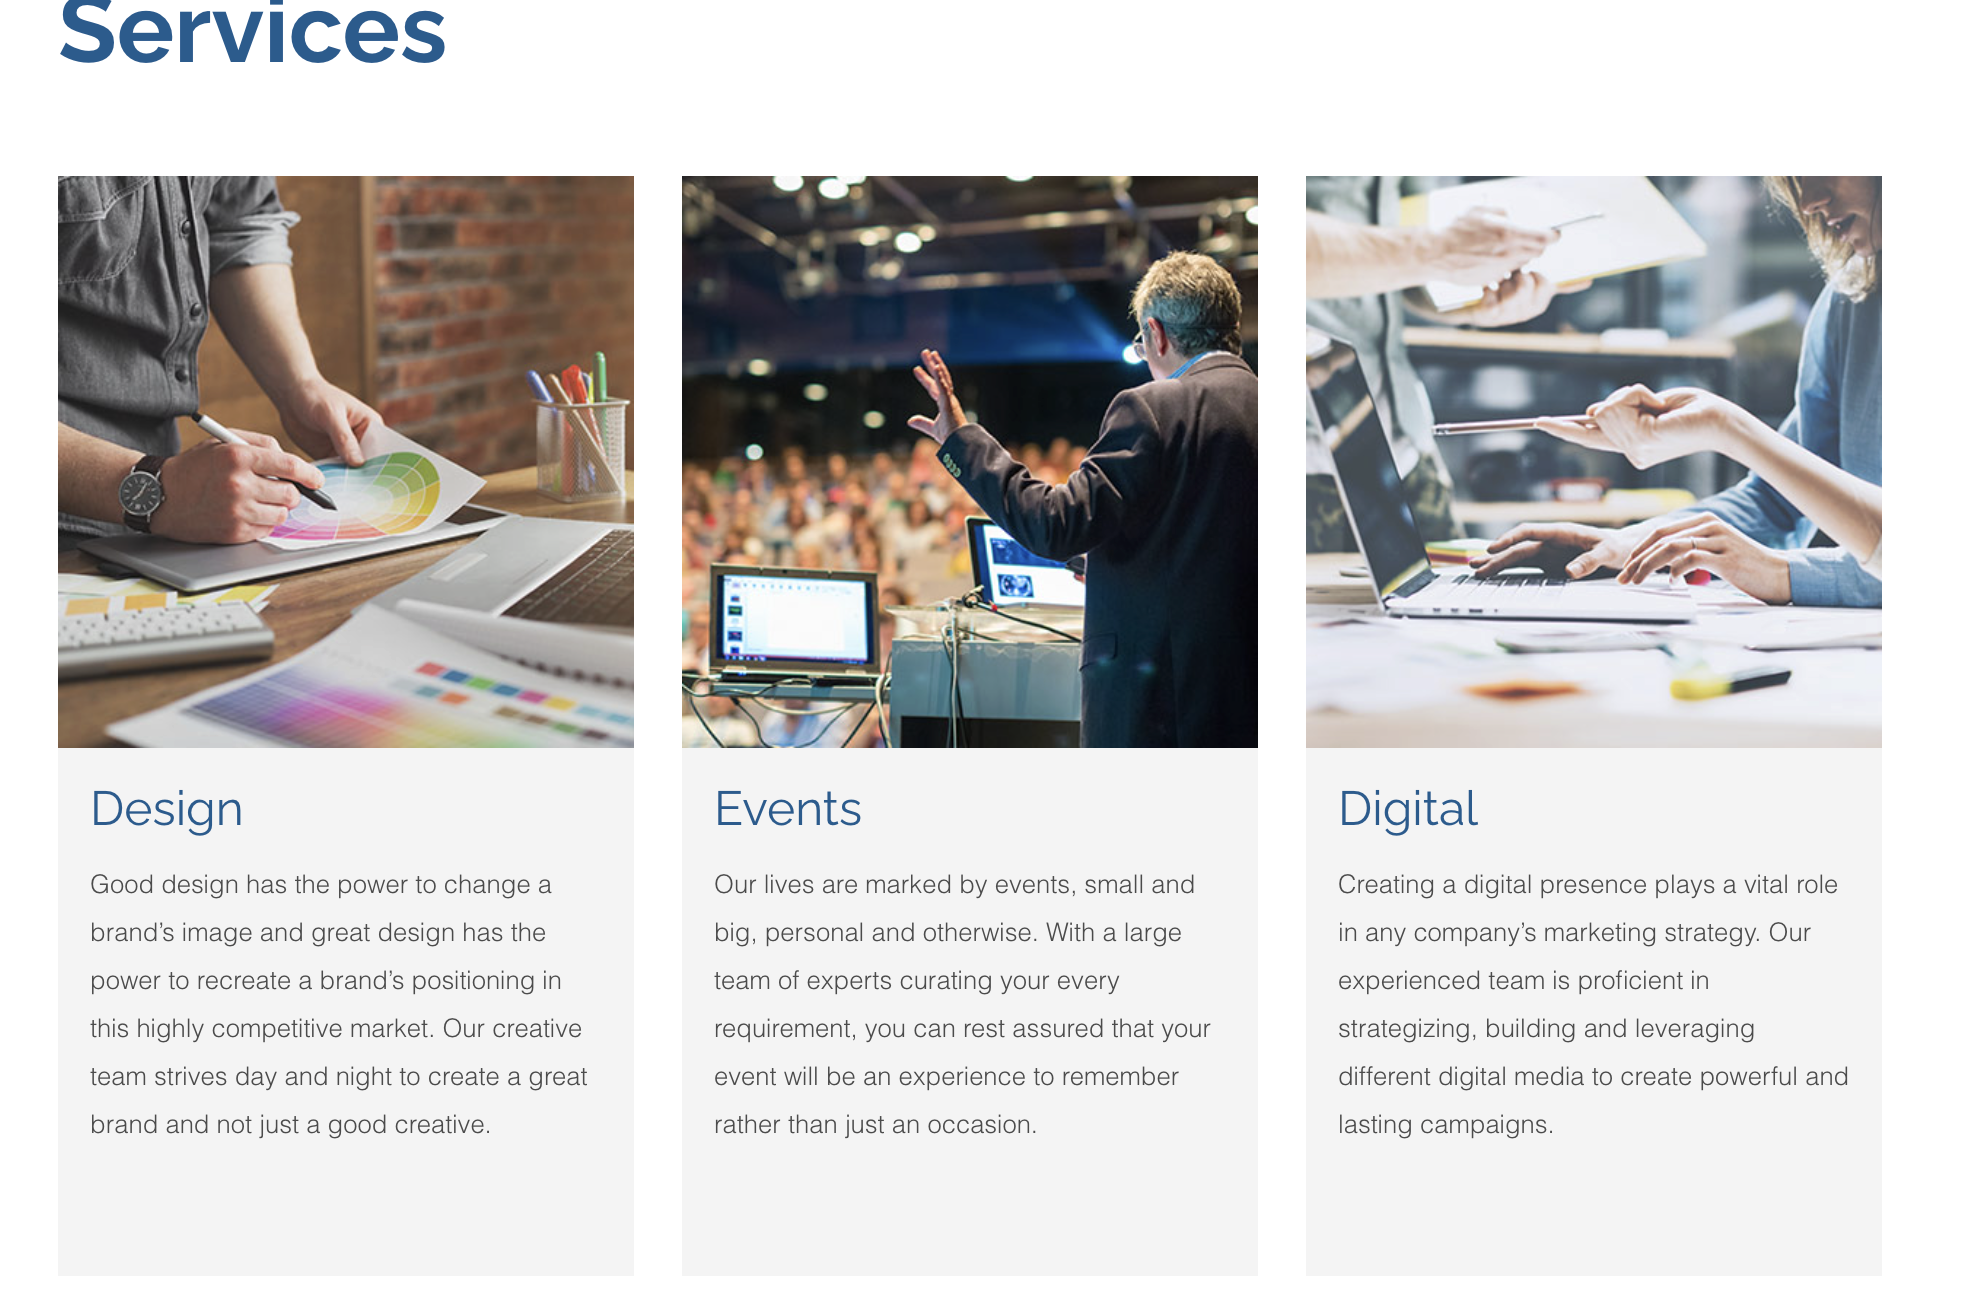 Services
Design
Good design has the power to change a
brand’s image and great design has the
power to recreate a brand’s positioning in
this highly competitive market. Our creative
team strives day and night to create a great
brand and not just a good creative.
Events
Our lives are marked by events, small and
big, personal and otherwise. With a large
team of experts curating your every
requirement, you can rest assured that your
event will be an experience to remember
rather than just an occasion.
Digital
Creating a digital presence plays a vital role
in any company’s marketing strategy. Our
experienced team is proficient in
strategizing, building and leveraging
different digital media to create powerful and
lasting campaigns.